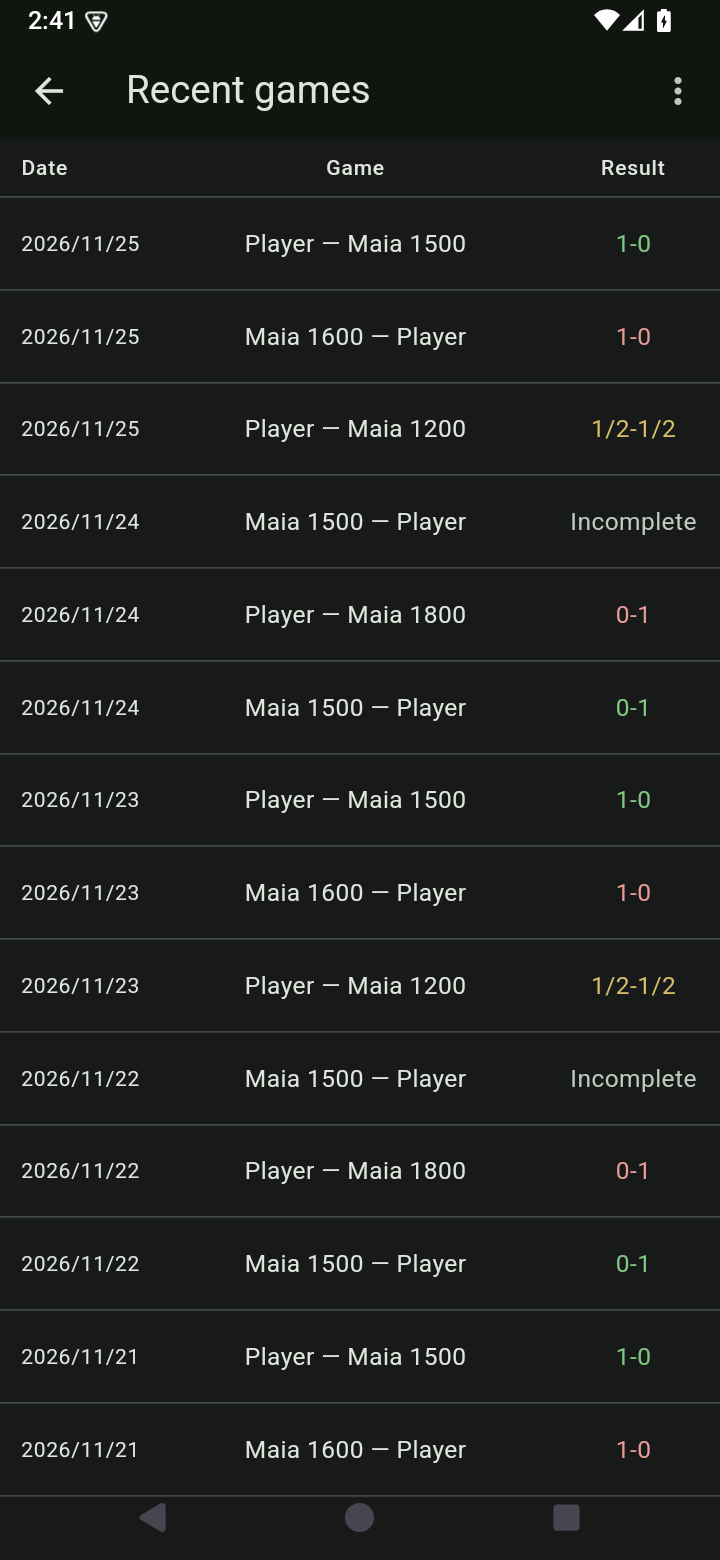 2:41
Recent games
Date Game Result
2026/11/25 Player — Maia 1500 1-0
2026/11/25 Maia 1600 — Player 1-0
2026/11/25 Player — Maia 1200 1/2-1/2
2026/11/24 Maia 1500 — Player Incomplete
2026/11/24 Player — Maia 1800 0-1
2026/11/24 Maia 1500 — Player 0-1
2026/11/23 Player — Maia 1500 1-0
2026/11/23 Maia 1600 — Player 1-0
2026/11/23 Player — Maia 1200 1/2-1/2
2026/11/22 Maia 1500 — Player Incomplete
2026/11/22 Player — Maia 1800 0-1
2026/11/22 Maia 1500 — Player 0-1
2026/11/21 Player — Maia 1500 1-0
2026/11/21 Maia 1600 — Player 1-0